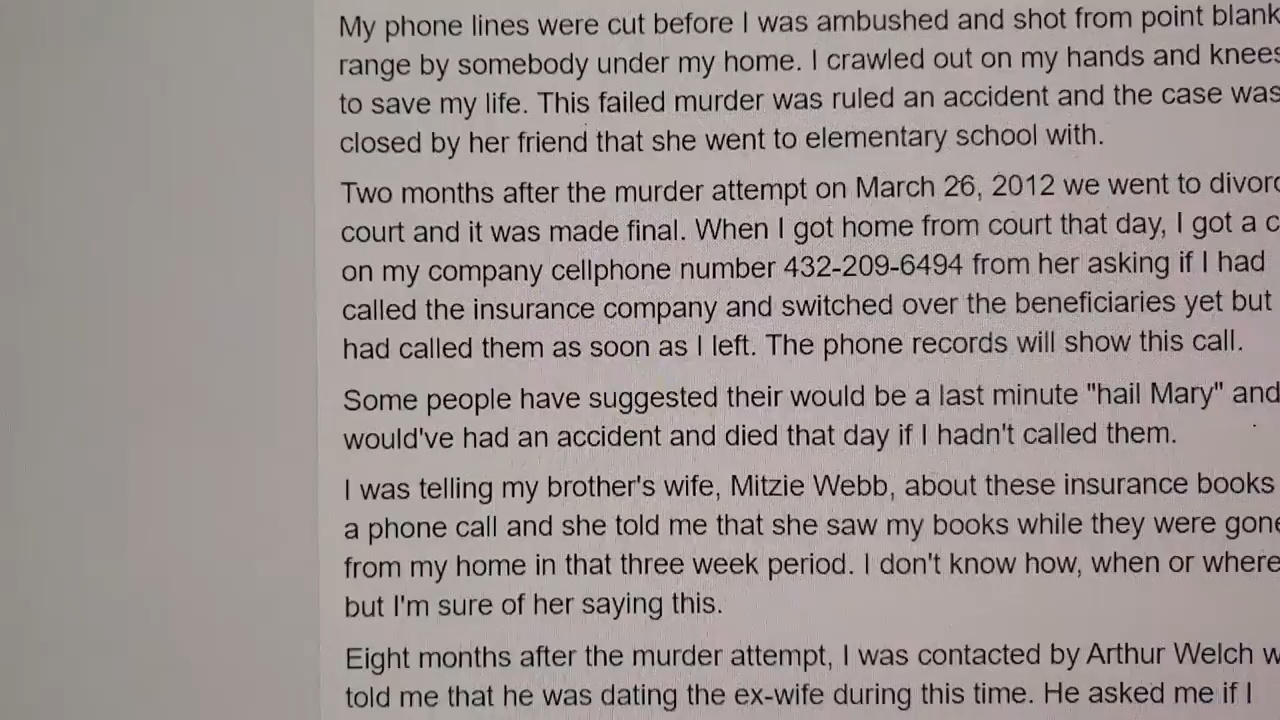 My phone lines were cut before I was ambushed and shot from point blank
range by somebody under my home. I crawled out on my hands and knees
to save my life. This failed murder was ruled an accident and the case was
closed by her friend that she went to elementary school with.
Two months after the murder attempt on March 26, 2012 we went to divorc
court and it was made final. When I got home from court that day, I got a c
on my company cellphone number 432-209-6494 from her asking if I had
called the insurance company and switched over the beneficiaries yet but
had called them as soon as I left. The phone records will show this call.
Some people have suggested their would be a last minute "hail Mary" and
would've had an accident and died that day if I hadn't called them.
I was telling my brother's wife, Mitzie Webb, about these insurance books
a phone call and she told me that she saw my books while they were gone
from my home in that three week period. I don't know how, when or where
but I'm sure of her saying this.
Eight months after the murder attempt, I was contacted by Arthur Welch w
told me that he was dating the ex-wife during this time. He asked me if I